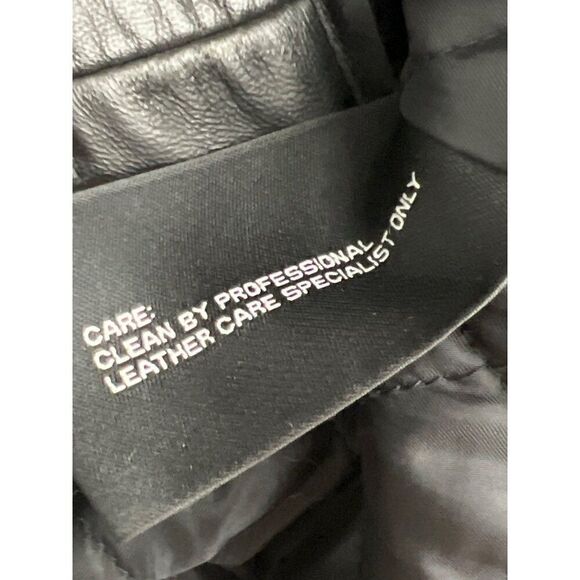 CARE:
CLEAN BY PROFESSIONAL
LEATHER CARE SPECIALIST ONLY